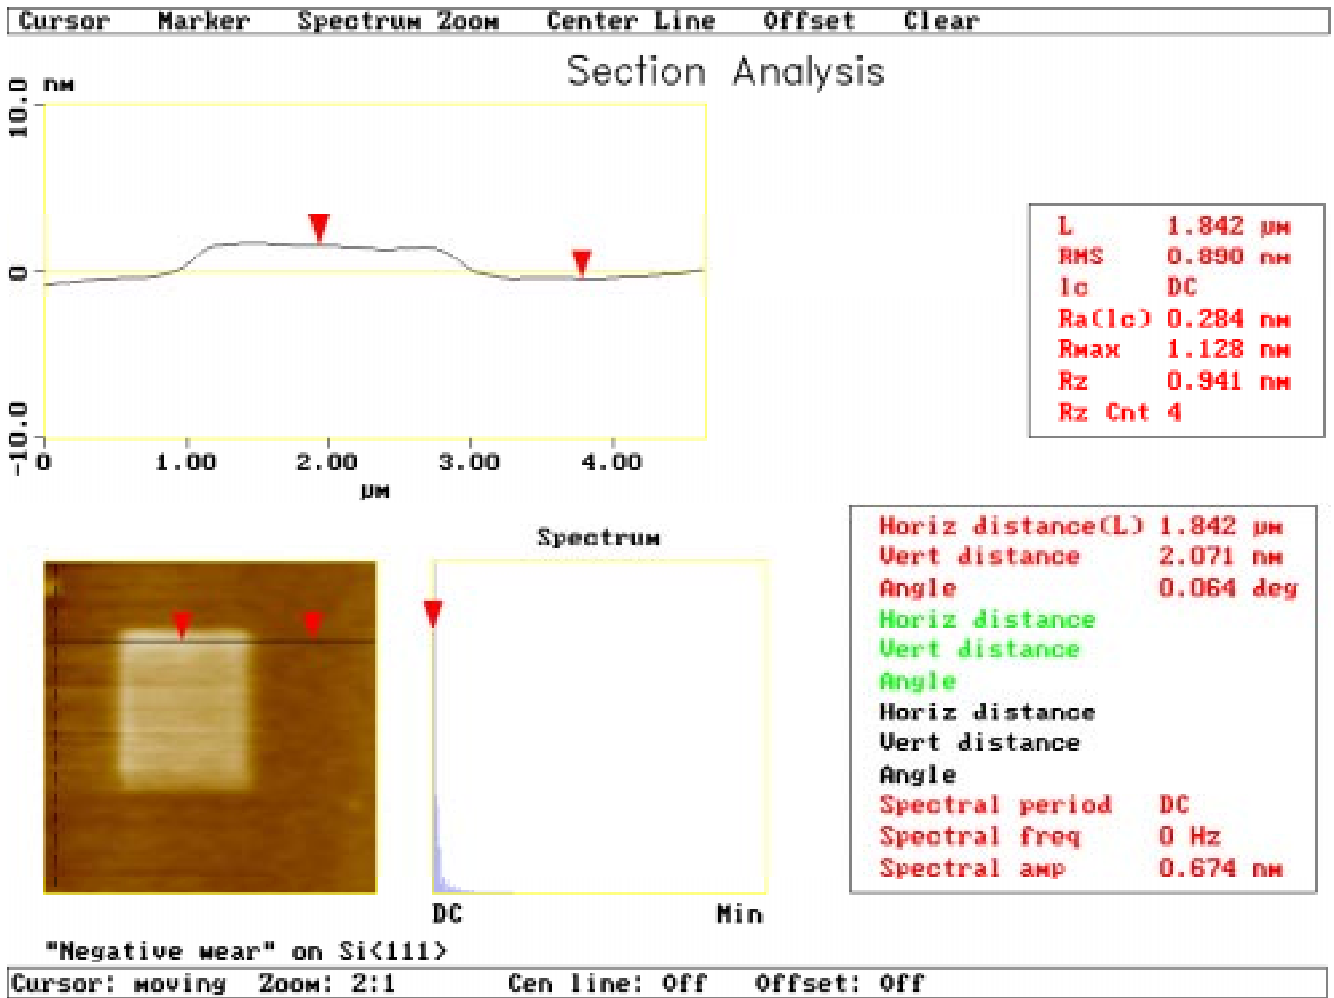 Cursor Marker Spectrum Zoom Center Line Offset Clear
Section Analysis
nm
10.0
0
-10.0
0 1.00 2.00 3.00 4.00
μm
L 1.842 μm
RMS 0.890 nm
lc DC
Ra(lc) 0.284 nm
Rmax 1.128 nm
Rz 0.941 nm
Rz Cnt 4
Spectrum
DC Min
Horiz distance(L) 1.842 μm
Vert distance 2.071 nm
Angle 0.064 deg
Horiz distance
Vert distance
Angle
Horiz distance
Vert distance
Angle
Spectral period DC
Spectral freq 0 Hz
Spectral amp 0.674 nm
"Negative wear" on Si<111>
Cursor: moving Zoom: 2:1 Cen line: Off Offset: Off